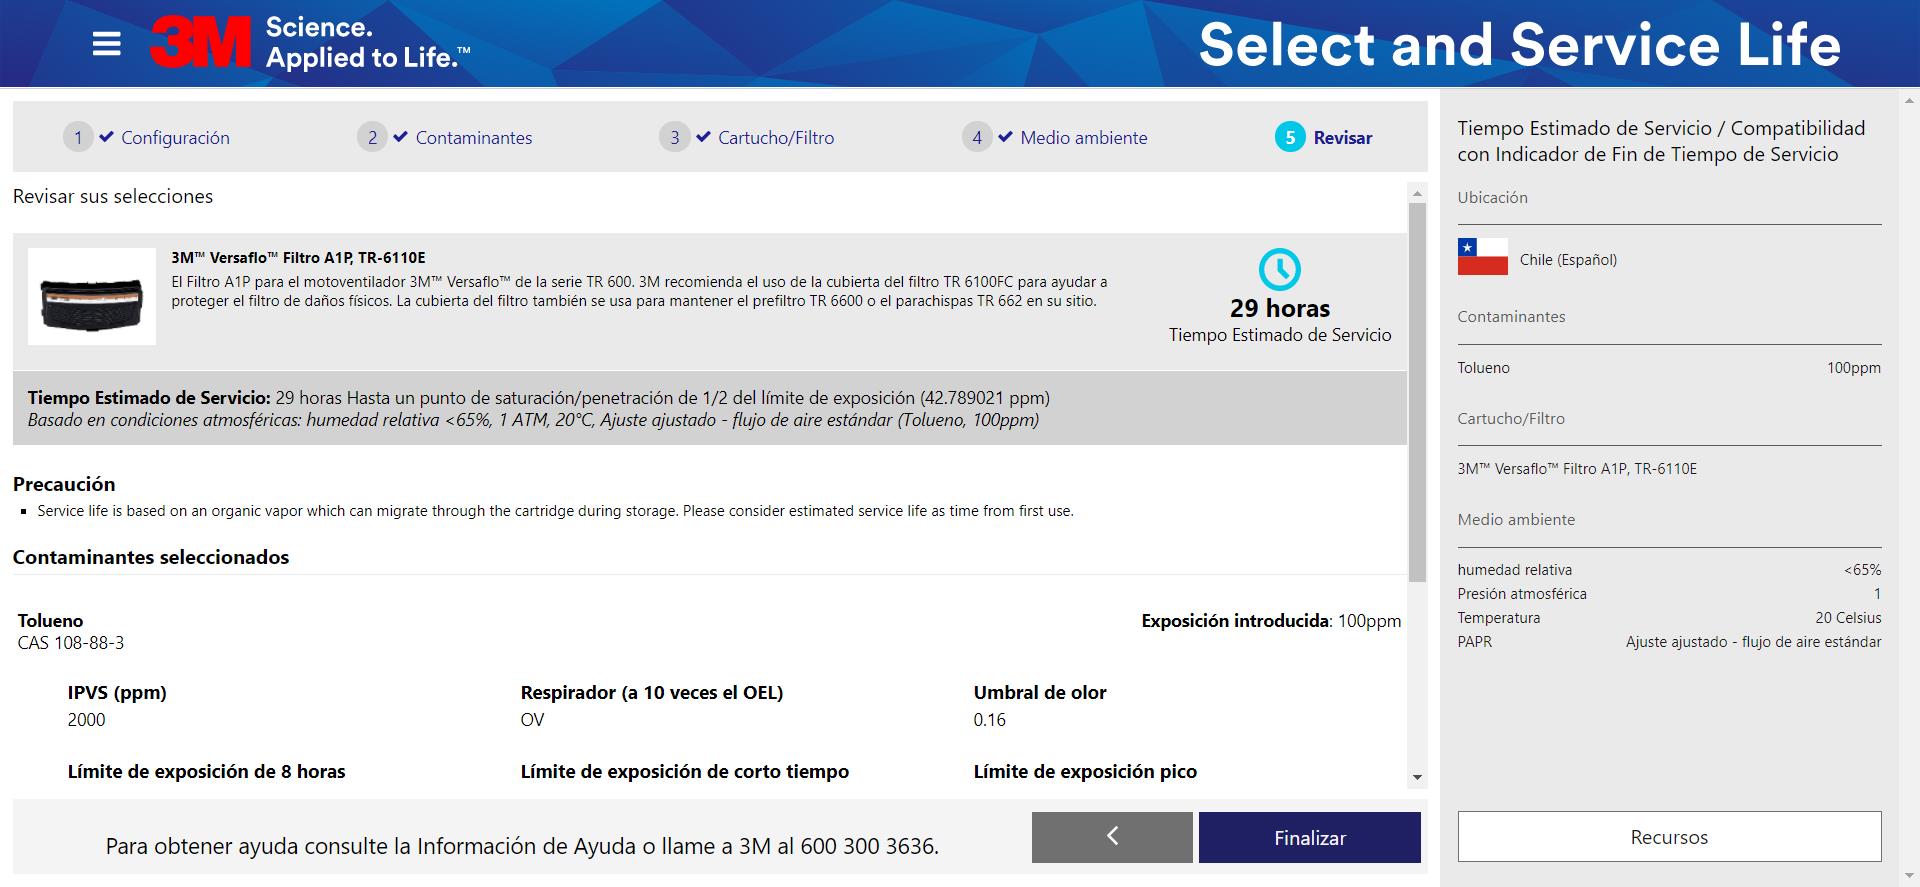 3M Science.
Applied to Life.™
Select and Service Life
1 Configuración
2 Contaminantes
3 Cartucho/Filtro
4 Medio ambiente
5 Revisar
Revisar sus selecciones
3M™ Versaflo™ Filtro A1P, TR-6110E
El Filtro A1P para el motoventilador 3M™ Versaflo™ de la serie TR 600. 3M recomienda el uso de la cubierta del filtro TR 6100FC para ayudar a
proteger el filtro de daños físicos. La cubierta del filtro también se usa para mantener el prefiltro TR 6600 o el parachispas TR 662 en su sitio.
29 horas
Tiempo Estimado de Servicio
Tiempo Estimado de Servicio: 29 horas Hasta un punto de saturación/penetración de 1/2 del límite de exposición (42.789021 ppm)
Basado en condiciones atmosféricas: humedad relativa <65%, 1 ATM, 20°C, Ajuste ajustado - flujo de aire estándar (Tolueno, 100ppm)
Precaución
▪ Service life is based on an organic vapor which can migrate through the cartridge during storage. Please consider estimated service life as time from first use.
Contaminantes seleccionados
Tolueno
CAS 108-88-3
Exposición introducida: 100ppm
IPVS (ppm)
2000
Respirador (a 10 veces el OEL)
OV
Umbral de olor
0.16
Límite de exposición de 8 horas
Límite de exposición de corto tiempo
Límite de exposición pico
Para obtener ayuda consulte la Información de Ayuda o llame a 3M al 600 300 3636.
Finalizar
Tiempo Estimado de Servicio / Compatibilidad
con Indicador de Fin de Tiempo de Servicio
Ubicación
Chile (Español)
Contaminantes
Tolueno 100ppm
Cartucho/Filtro
3M™ Versaflo™ Filtro A1P, TR-6110E
Medio ambiente
humedad relativa <65%
Presión atmosférica 1
Temperatura 20 Celsius
PAPR Ajuste ajustado - flujo de aire estándar
Recursos